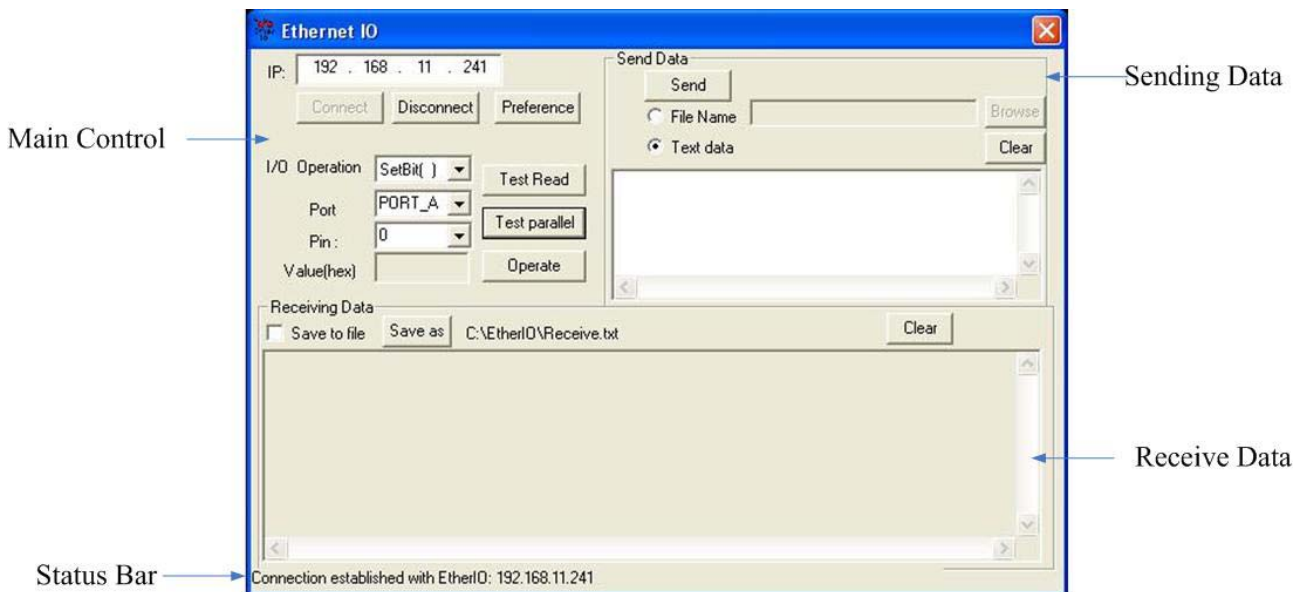 Ethernet IO
IP: 192 . 168 . 11 . 241
Connect Disconnect Preference
Main Control
I/O Operation SetBit( ) Test Read
Port PORT_A Test parallel
Pin : 0
Value(hex) Operate
Send Data
Send
Sending Data
File Name Browse
Text data Clear
Receiving Data
Save to file Save as C:\EtherIO\Receive.txt Clear
Receive Data
Status Bar
Connection established with EtherIO: 192.168.11.241